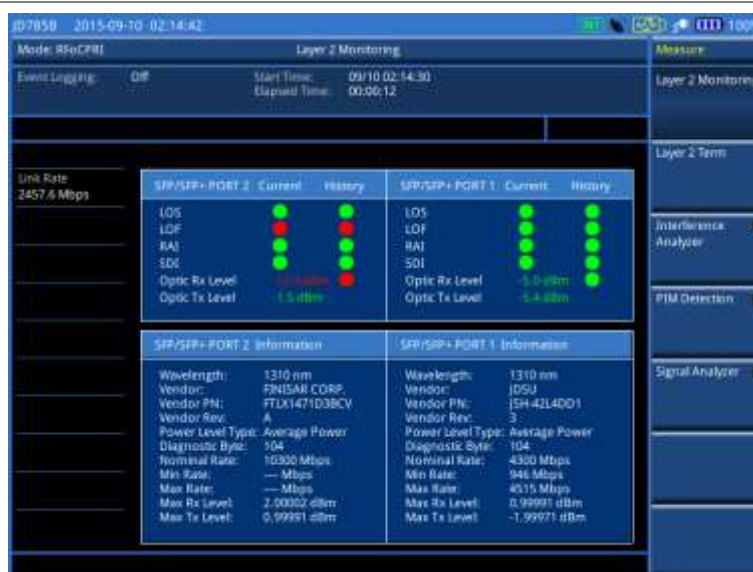 JD785B 2015-09-10 02:14:42
INT
100%
Mode: RFoCPRI
Layer 2 Monitoring
Measure
Event Logging: Off
Start Time: 09/10 02:14:30
Elapsed Time: 00:00:12
Layer 2 Monitoring
Layer 2 Term
Interference Analyzer
PIM Detection
Signal Analyzer
Link Rate
2457.6 Mbps
SFP/SFP+ PORT 2 Current History
LOS
LOF
RAI
SDI
Optic Rx Level
Optic Tx Level -1.5 dBm
SFP/SFP+ PORT 1 Current History
LOS
LOF
RAI
SDI
Optic Rx Level -5.0 dBm
Optic Tx Level -5.4 dBm
SFP/SFP+ PORT 2 Information
Wavelength: 1310 nm
Vendor: FINISAR CORP.
Vendor PN: FTLX1471D3BCV
Vendor Rev: A
Power Level Type: Average Power
Diagnostic Byte: 104
Nominal Rate: 10300 Mbps
Min Rate: --- Mbps
Max Rate: --- Mbps
Max Rx Level: 2.00002 dBm
Max Tx Level: 0.99991 dBm
SFP/SFP+ PORT 1 Information
Wavelength: 1310 nm
Vendor: JDSU
Vendor PN: JSH-42L4DD1
Vendor Rev: 3
Power Level Type: Average Power
Diagnostic Byte: 104
Nominal Rate: 4300 Mbps
Min Rate: 946 Mbps
Max Rate: 4515 Mbps
Max Rx Level: 0.99991 dBm
Max Tx Level: -1.99971 dBm